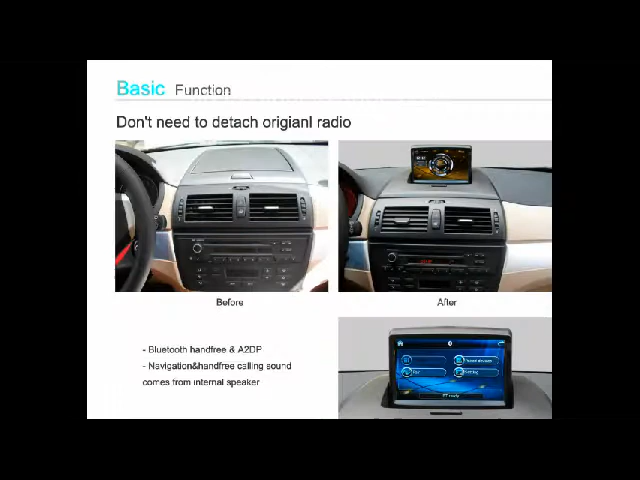 Basic Function
Don't need to detach origianl radio
Before
After
- Bluetooth handfree & A2DP
- Navigation&handfree calling sound
comes from internal speaker